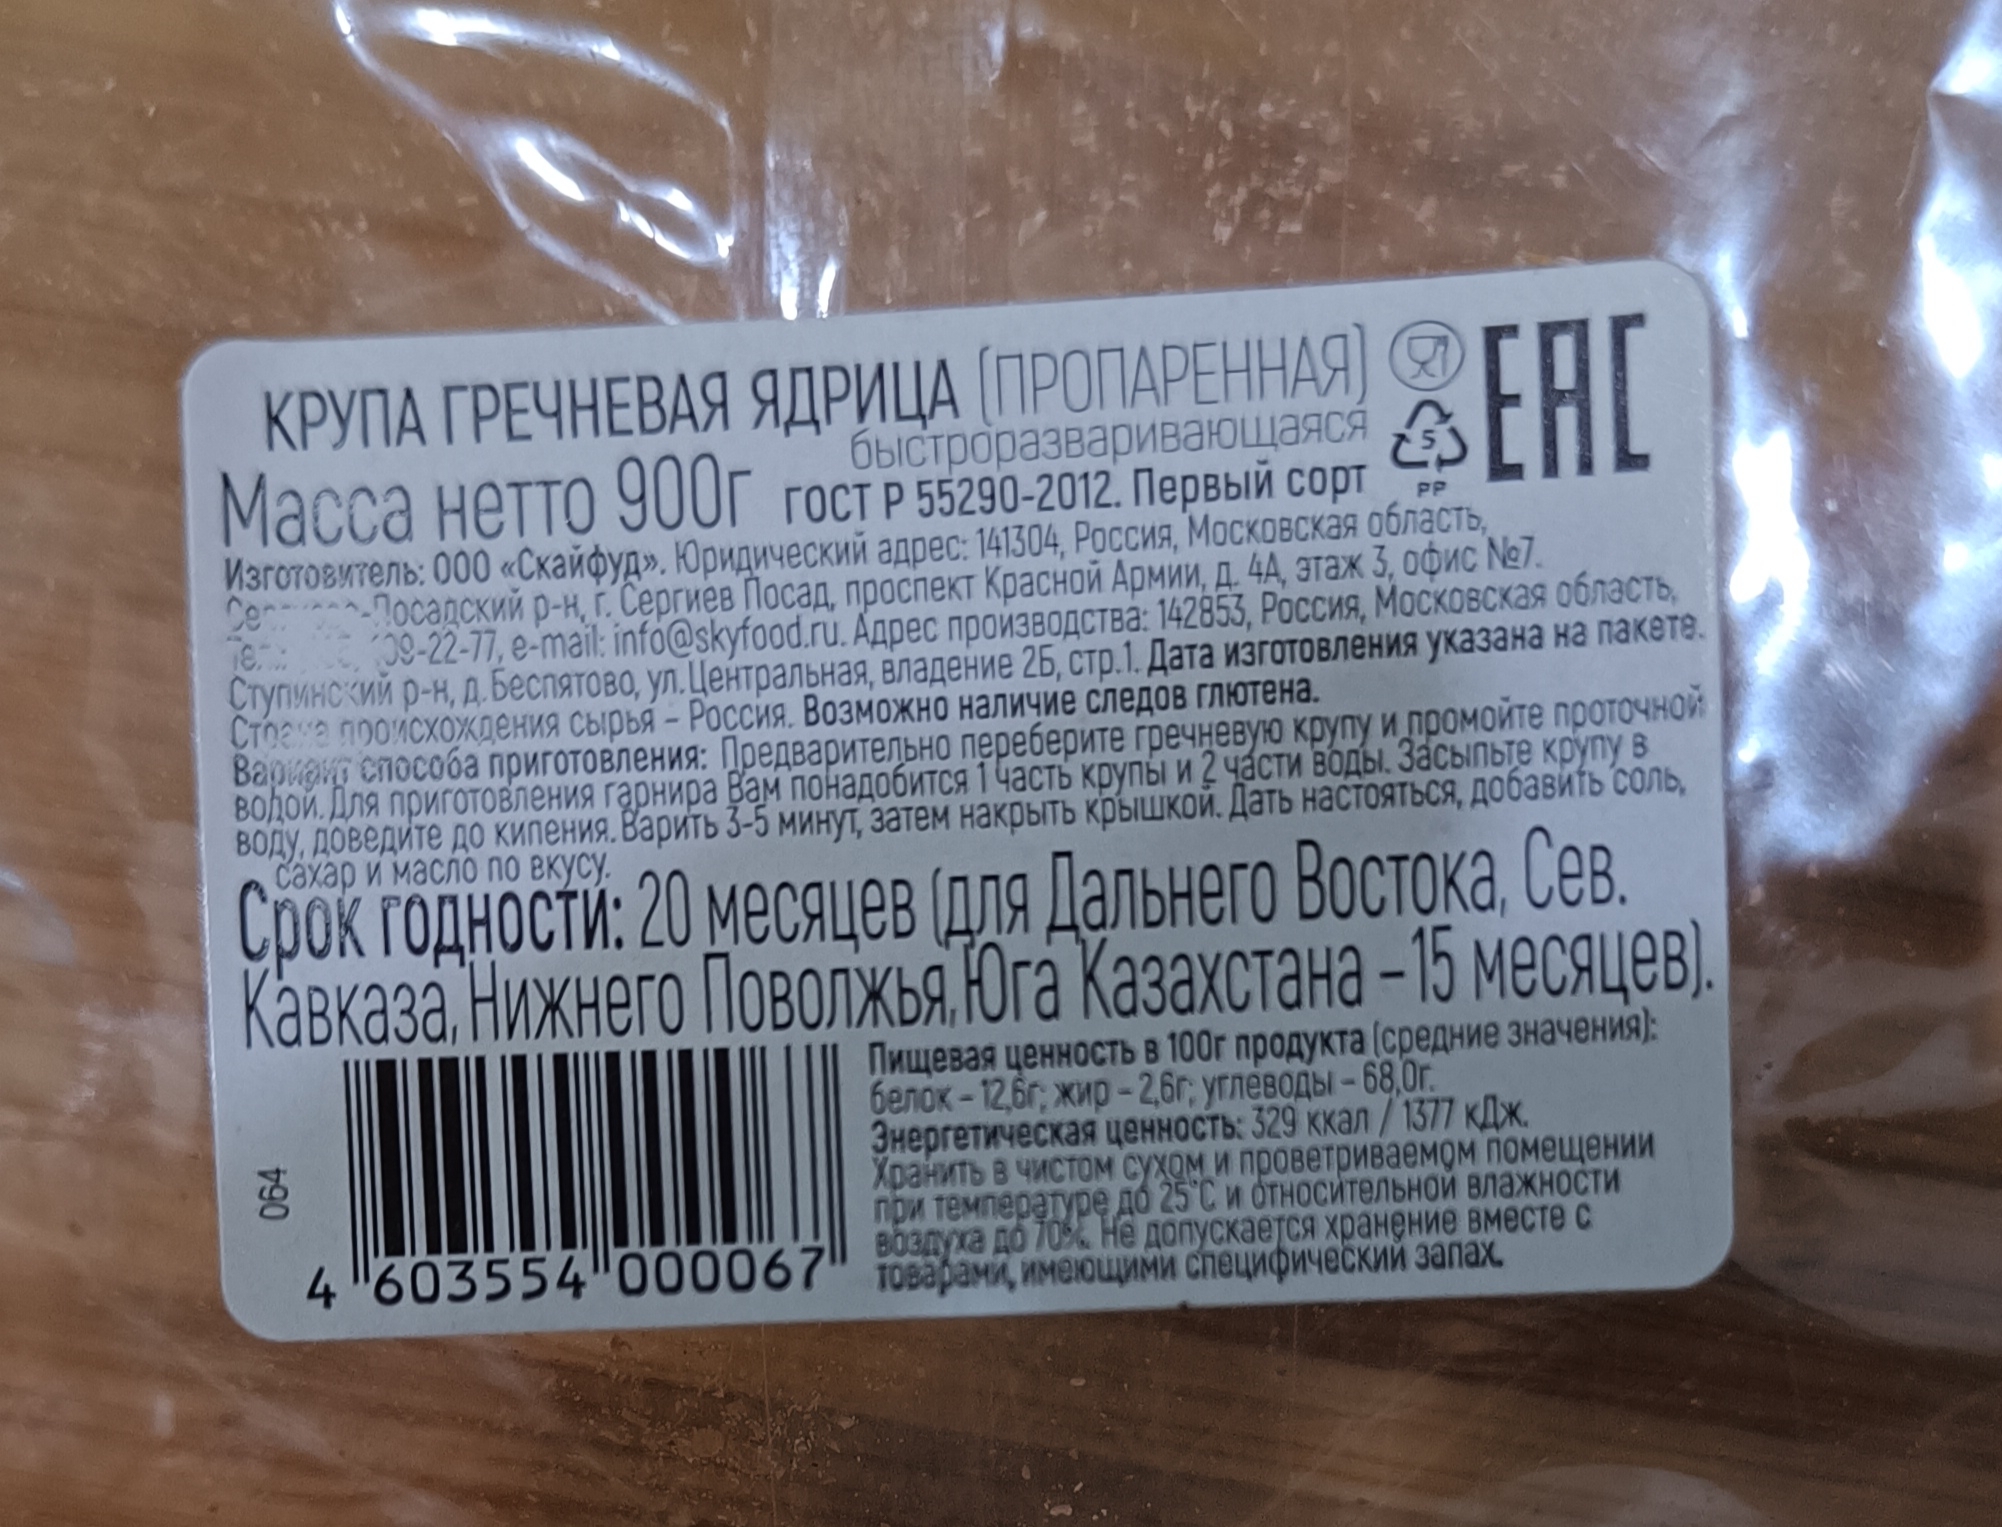 КРУПА ГРЕЧНЕВАЯ ЯДРИЦА (ПРОПАРЕННАЯ)
быстроразваривающаяся
Масса нетто 900г ГОСТ Р 55290-2012. Первый сорт
5
PP
EAC
Изготовитель: ООО «Скайфуд». Юридический адрес: 141304, Россия, Московская область,
-Посадский р-н, г. Сергиев Посад, проспект Красной Армии, д. 4А, этаж 3, офис №7.
09-22-77, e-mail: info@skyfood.ru. Адрес производства: 142853, Россия, Московская область,
Ступинский р-н, д. Беспятово, ул. Центральная, владение 2Б, стр.1. Дата изготовления указана на пакете.
Страна происхождения сырья – Россия. Возможно наличие следов глютена.
Вариант способа приготовления: Предварительно переберите гречневую крупу и промойте проточной
водой. Для приготовления гарнира Вам понадобится 1 часть крупы и 2 части воды. Засыпьте крупу в
воду, доведите до кипения. Варить 3-5 минут, затем накрыть крышкой. Дать настояться, добавить соль,
сахар и масло по вкусу.
Срок годности: 20 месяцев (для Дальнего Востока, Сев.
Кавказа, Нижнего Поволжья, Юга Казахстана – 15 месяцев).
Пищевая ценность в 100г продукта (средние значения):
белок – 12,6г; жир – 2,6г; углеводы – 68,0г.
Энергетическая ценность: 329 ккал / 1377 кДж.
Хранить в чистом сухом и проветриваемом помещении
при температуре до 25°C и относительной влажности
воздуха до 70%. Не допускается хранение вместе с
товарами, имеющими специфический запах.
064
4 603554 000067